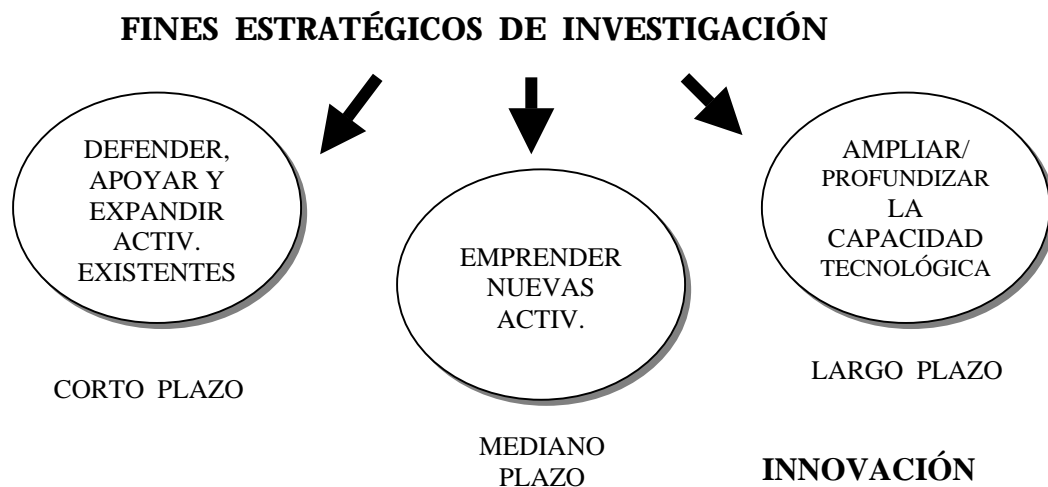 FINES ESTRATÉGICOS DE INVESTIGACIÓN
DEFENDER,
APOYAR Y
EXPANDIR
ACTIV.
EXISTENTES
CORTO PLAZO
EMPRENDER
NUEVAS
ACTIV.
MEDIANO
PLAZO
AMPLIAR/
PROFUNDIZAR
LA
CAPACIDAD
TECNOLÓGICA
LARGO PLAZO
INNOVACIÓN